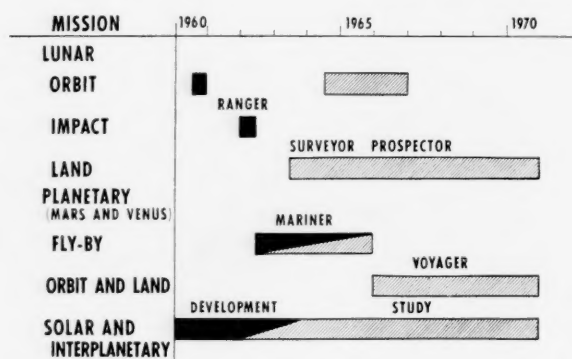 MISSION 1960 1965 1970
LUNAR
ORBIT
RANGER
IMPACT
SURVEYOR PROSPECTOR
LAND
PLANETARY
(MARS AND VENUS)
MARINER
FLY-BY
VOYAGER
ORBIT AND LAND
DEVELOPMENT STUDY
SOLAR AND
INTERPLANETARY